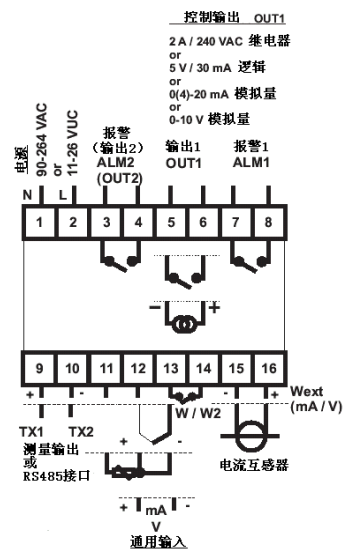 控制输出 OUT1
2 A / 240 VAC 继电器
or
5 V / 30 mA 逻辑
or
0(4)-20 mA 模拟量
or
0-10 V 模拟量
电源
90-264 VAC
or
11-26 VUC
报警
(输出2)
ALM2
(OUT2)
输出1
OUT1
报警1
ALM1
N L
1 2 3 4 5 6 7 8
− +
9 10 11 12 13 14 15 16
+ - - +
Wext
(mA / V)
W / W2
TX1 TX2
测量输出
或
RS485接口
+ -
电流互感器
+ mA -
V
通用输入